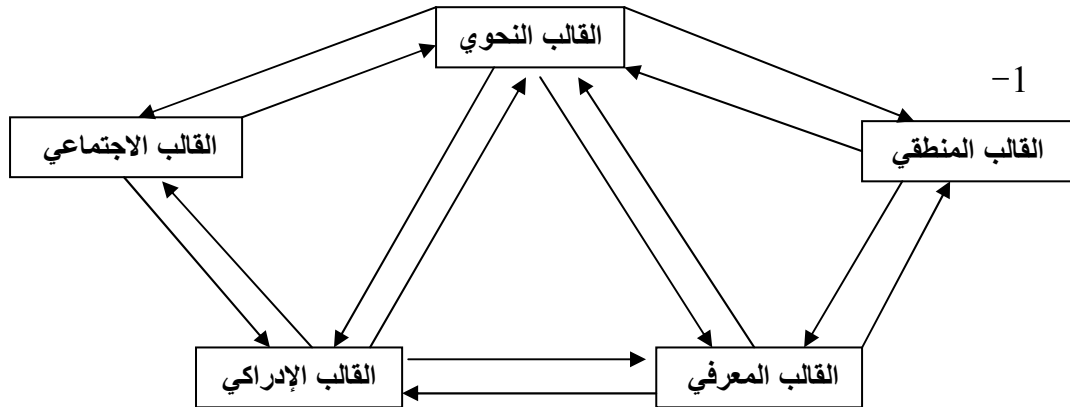 القالب النحوي
−1
القالب المنطقي
القالب الاجتماعي
القالب المعرفي
القالب الإدراكي